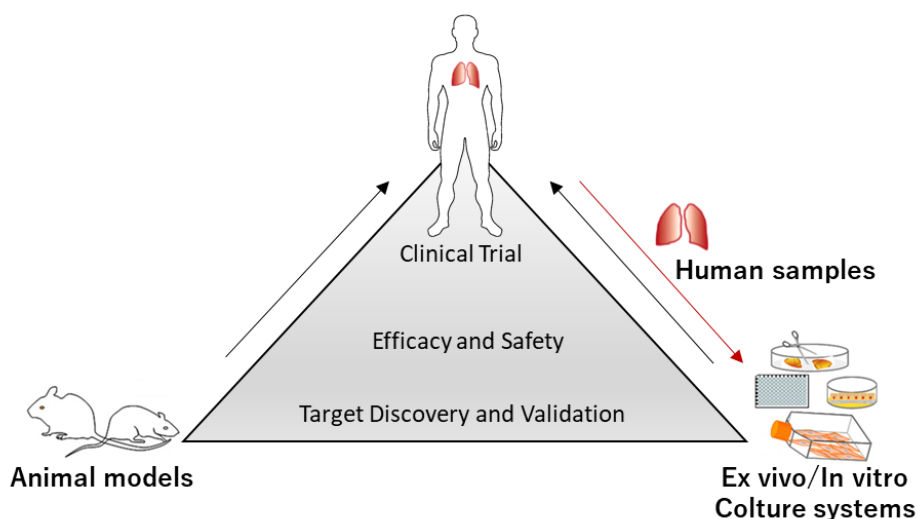 Clinical Trial
Human samples
Efficacy and Safety
Target Discovery and Validation
Animal models
Ex vivo/In vitro
Colture systems